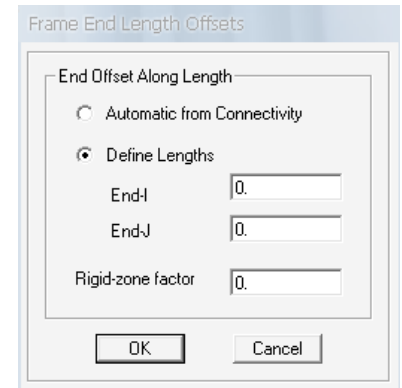 Frame End Length Offsets
End Offset Along Length
Automatic from Connectivity
Define Lengths
End-I
0.
End-J
0.
Rigid-zone factor
0.
OK
Cancel